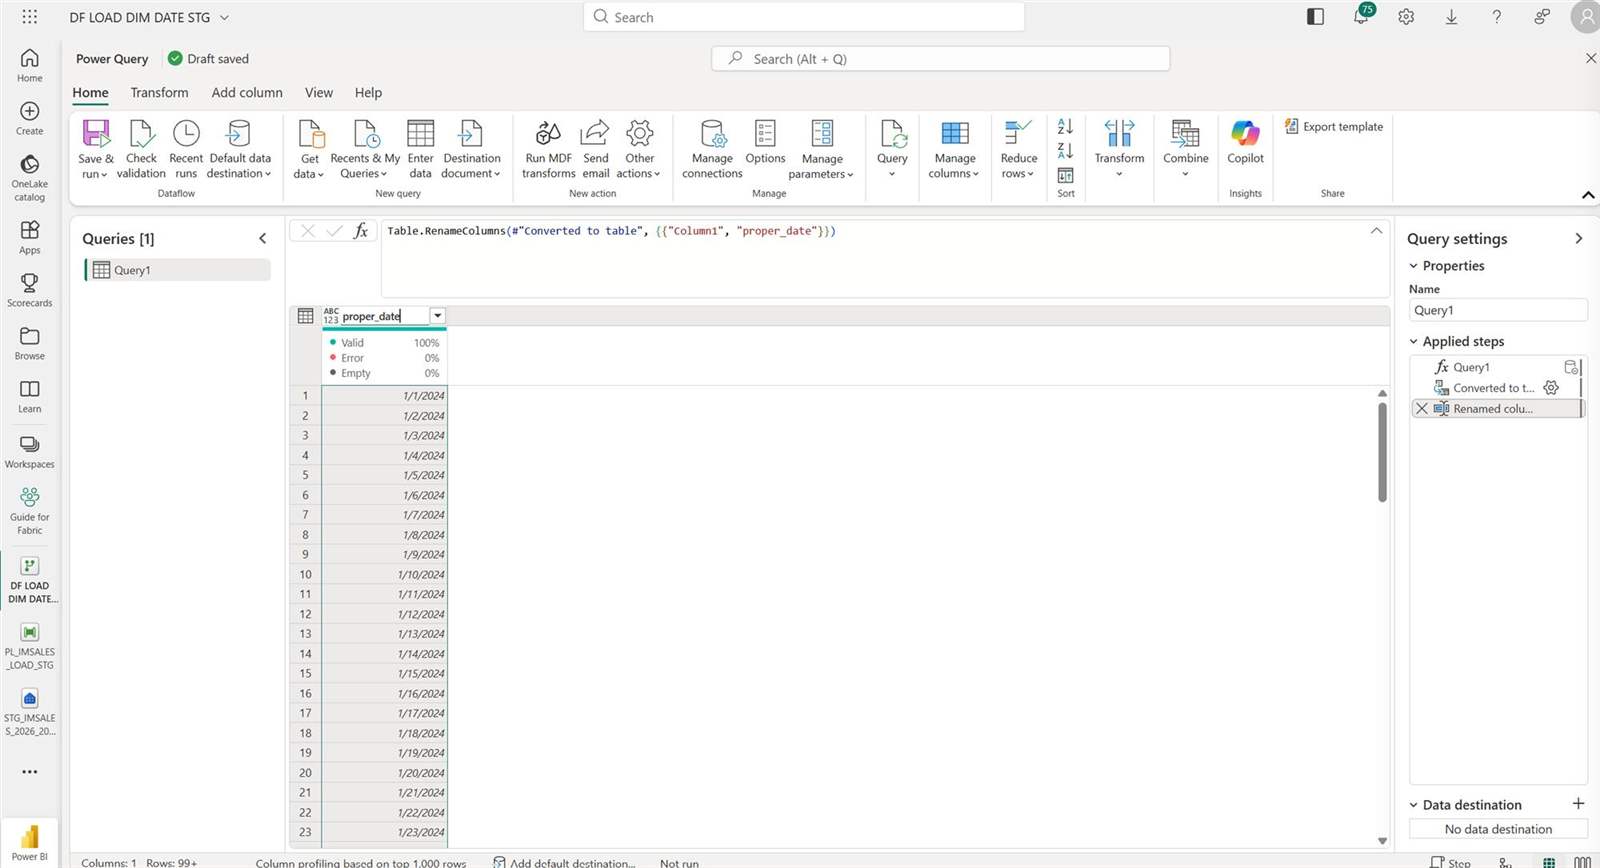 DF LOAD DIM DATE STG
Search
75
Home
Create
OneLake
catalog
Apps
Scorecards
Browse
Learn
Workspaces
Guide for
Fabric
DF LOAD
DIM DATE...
PL_IMSALES
_LOAD_STG
STG_IMSALE
S_2026_20...
Power BI
Power Query
Draft saved
Search (Alt + Q)
Home Transform Add column View Help
Save &
run
Check
validation
Recent
runs
Default data
destination
Dataflow
Get
data
Recents & My
Queries
Enter
data
Destination
document
New query
Run MDF
transforms
Send
email
Other
actions
New action
Manage
connections
Options
Manage
parameters
Manage
Query
Manage
columns
Reduce
rows
Sort
Transform
Combine
Copilot
Insights
Export template
Share
Queries [1]
Query1
fx
Table.RenameColumns(#"Converted to table", {{"Column1", "proper_date"}})
ABC
123
proper_date
Valid 100%
Error 0%
Empty 0%
1 1/1/2024
2 1/2/2024
3 1/3/2024
4 1/4/2024
5 1/5/2024
6 1/6/2024
7 1/7/2024
8 1/8/2024
9 1/9/2024
10 1/10/2024
11 1/11/2024
12 1/12/2024
13 1/13/2024
14 1/14/2024
15 1/15/2024
16 1/16/2024
17 1/17/2024
18 1/18/2024
19 1/19/2024
20 1/20/2024
21 1/21/2024
22 1/22/2024
23 1/23/2024
Query settings
Properties
Name
Query1
Applied steps
fx Query1
Converted to t...
Renamed colu...
Data destination
No data destination
Columns: 1 Rows: 99+
Column profiling based on top 1,000 rows
Add default destination...
Not run
Step